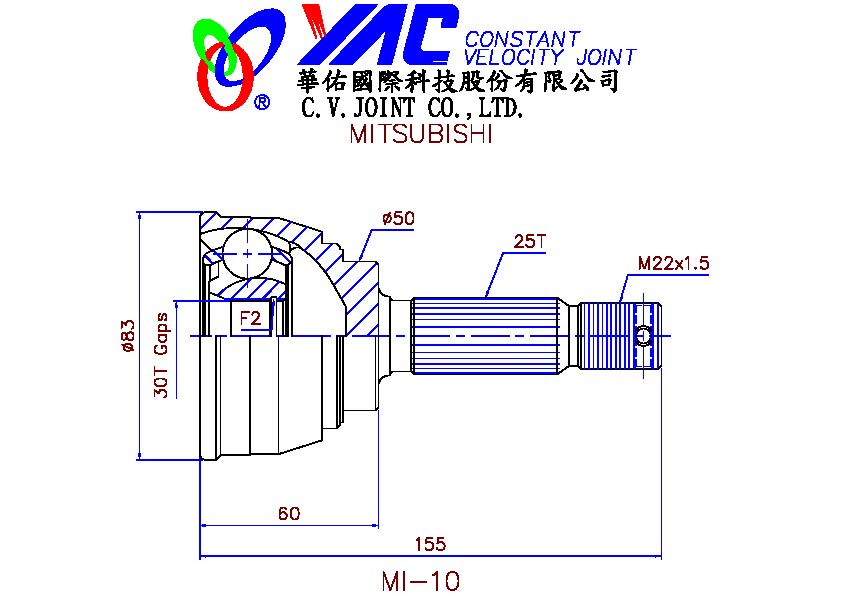 YAC CONSTANT
VELOCITY JOINT
華佑國際科技股份有限公司
®
C.V.JOINT CO.,LTD.
MITSUBISHI
ø50
25T
M22x1.5
F2
ø83
30T Gaps
60
155
MI-10